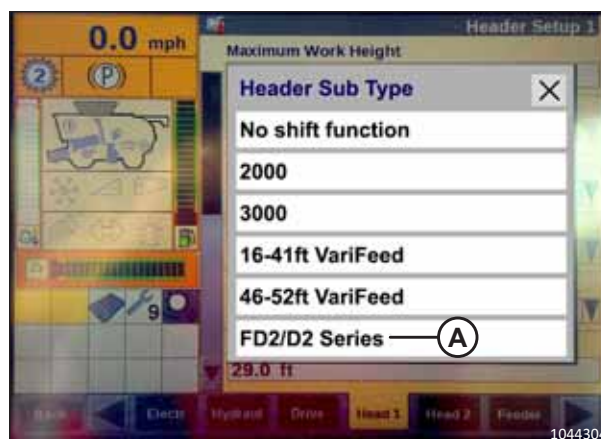 0.0 mph
Header Setup 1
Maximum Work Height
2
P
Header Sub Type
No shift function
2000
3000
16-41ft VariFeed
46-52ft VariFeed
9
FD2/D2 Series
A
29.0 ft
Back
Electr
Hydraul
Drive
Head 1
Head 2
Feeder
1044304